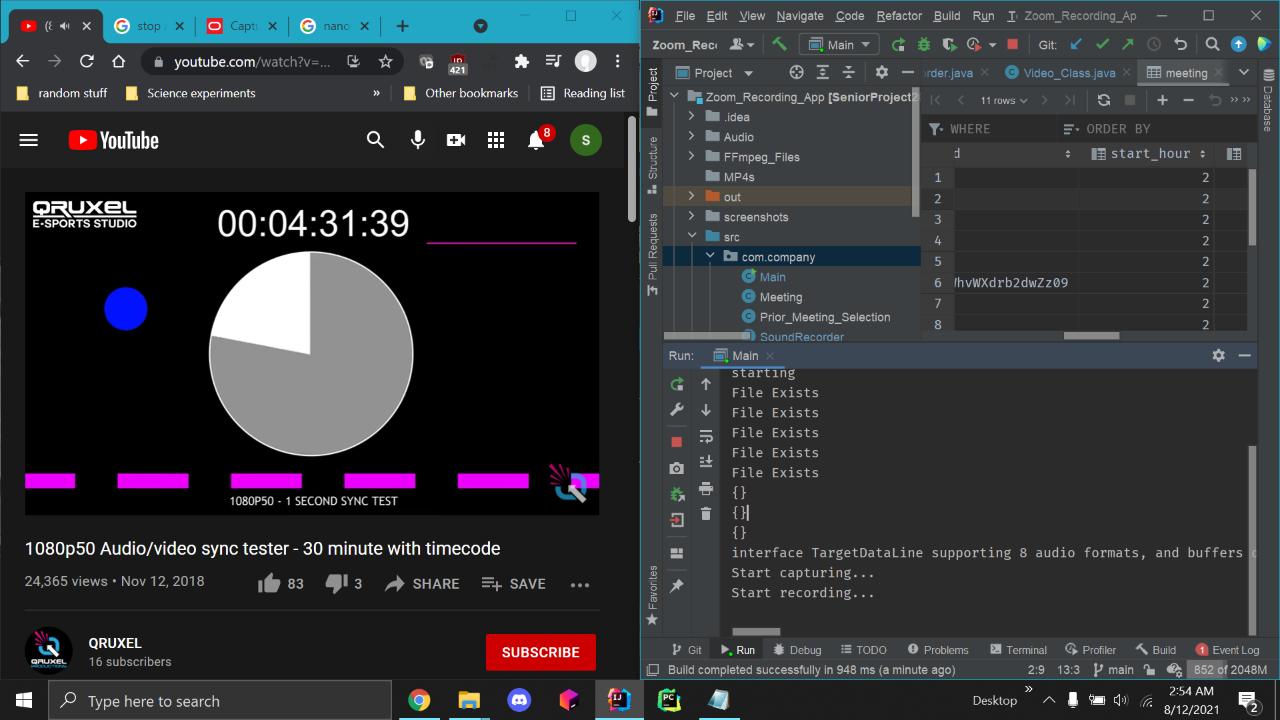 stop
Capt
nano
youtube.com/watch?v=...
421
random stuff
Science experiments
»
Other bookmarks
Reading list
YouTube
8
S
QRUXEL
E-SPORTS STUDIO
00:04:31:39
1080P50 - 1 SECOND SYNC TEST
1080p50 Audio/video sync tester - 30 minute with timecode
24,365 views • Nov 12, 2018
83
3
SHARE
SAVE
QRUXEL
16 subscribers
SUBSCRIBE
File Edit View Navigate Code Refactor Build Run T Zoom_Recording_Ap
Zoom_Reco
Main
Git:
Project
Structure
Pull Requests
Favorites
Database
Project
rder.java
Video_Class.java
meeting
Zoom_Recording_App [SeniorProject2
.idea
Audio
FFmpeg_Files
MP4s
out
screenshots
src
com.company
Main
Meeting
Prior_Meeting_Selection
SoundRecorder
11 rows
WHERE
ORDER BY
d
start_hour
1 2
2 2
3 2
4 2
5 2
6 WhvWXdrb2dwZz09 2
7 2
8 2
Run: Main
starting
File Exists
File Exists
File Exists
File Exists
File Exists
{}
{}
{}
interface TargetDataLine supporting 8 audio formats, and buffers o
Start capturing...
Start recording...
Git Run Debug TODO Problems Terminal Profiler Build 1 Event Log
Build completed successfully in 948 ms (a minute ago)
2:9 13:3 main 852 of 2048M
Type here to search
Desktop
»
2:54 AM
8/12/2021
2